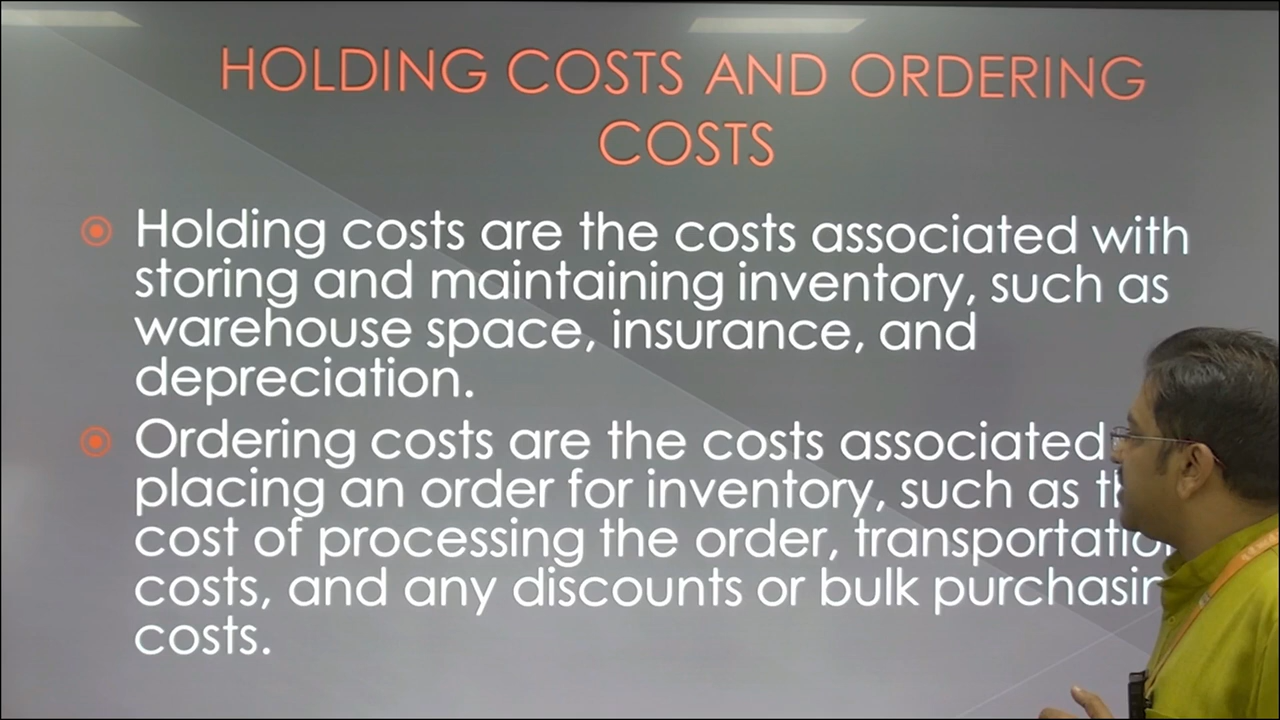 HOLDING COSTS AND ORDERING
COSTS
Holding costs are the costs associated with
storing and maintaining inventory, such as
warehouse space, insurance, and
depreciation.
Ordering costs are the costs associated
placing an order for inventory, such as
cost of processing the order,
costs, and any discounts or bulk
costs.